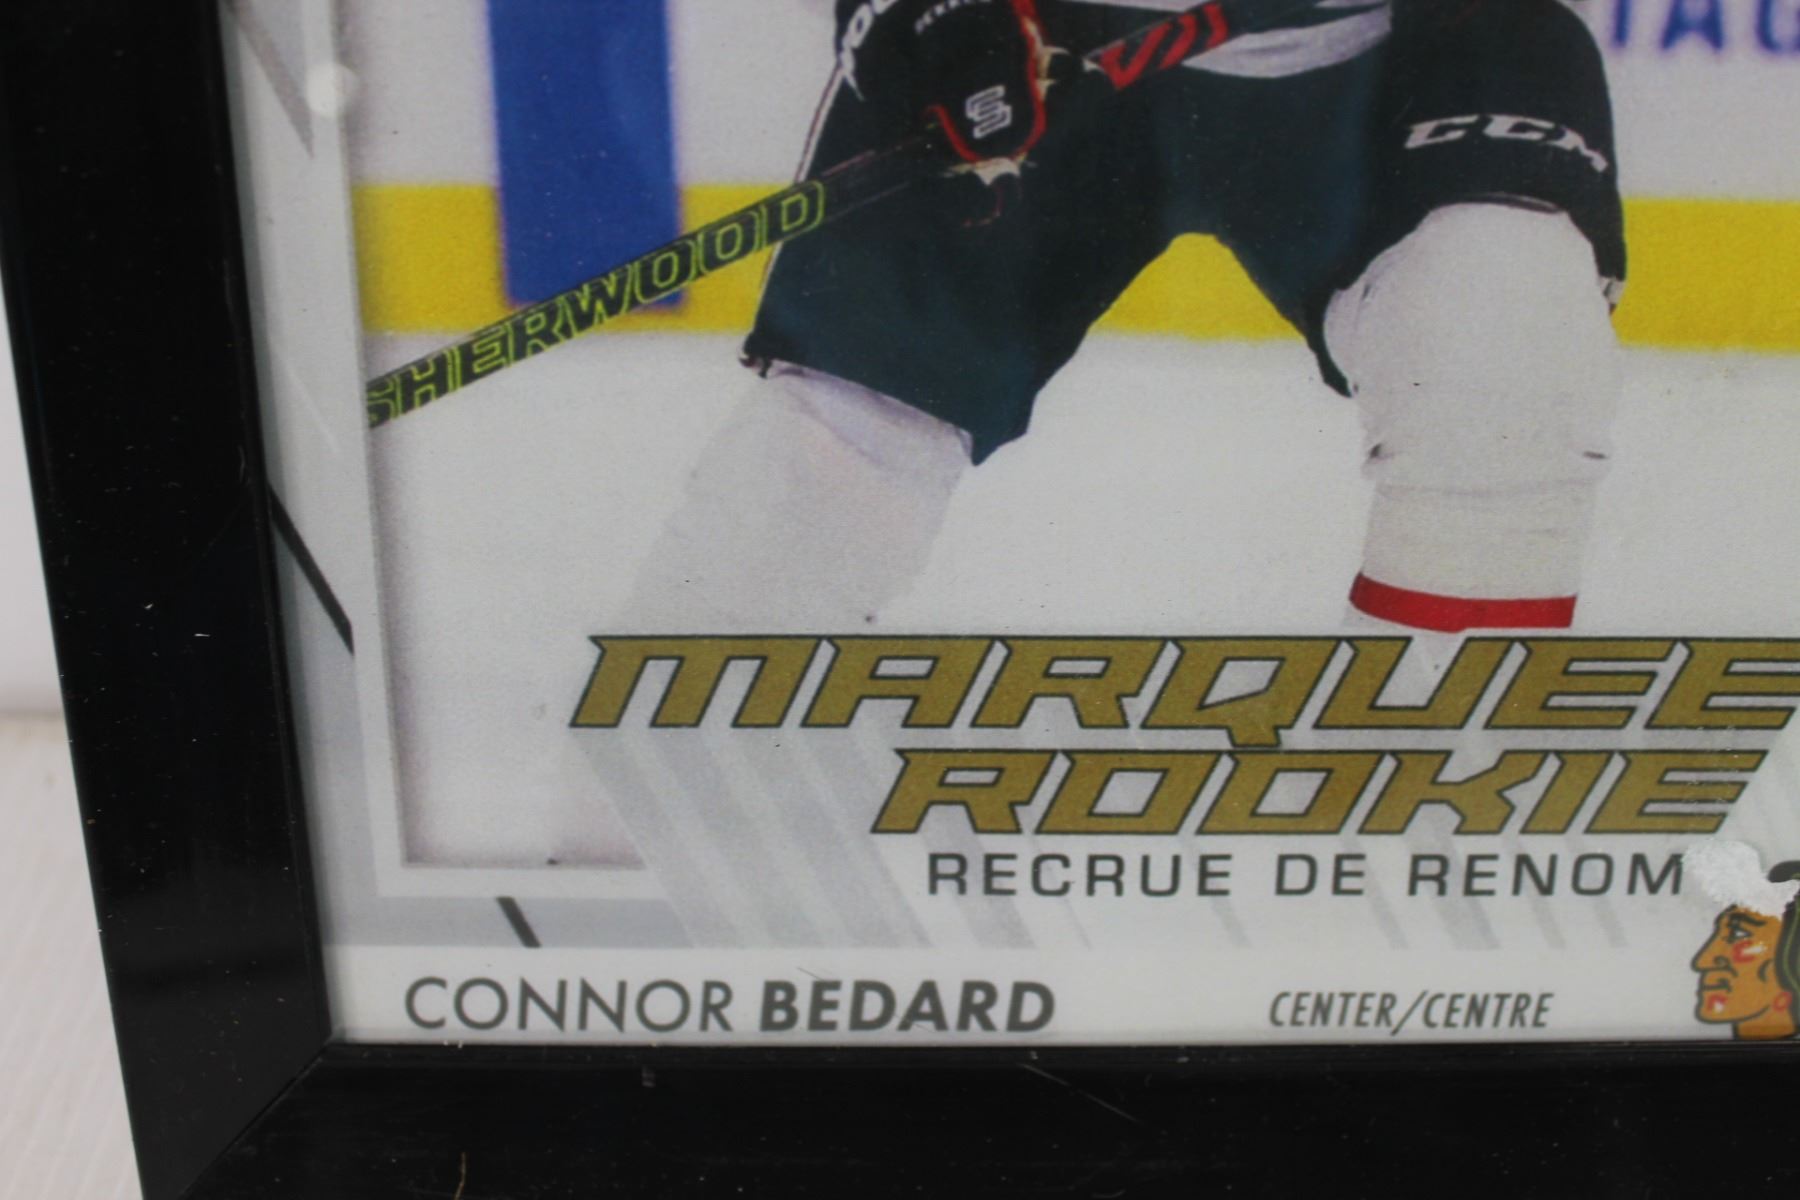 CCM
SHERWOOD
MARQUEE
ROOKIE
RECRUE DE RENOM
CONNOR BEDARD CENTER/CENTRE